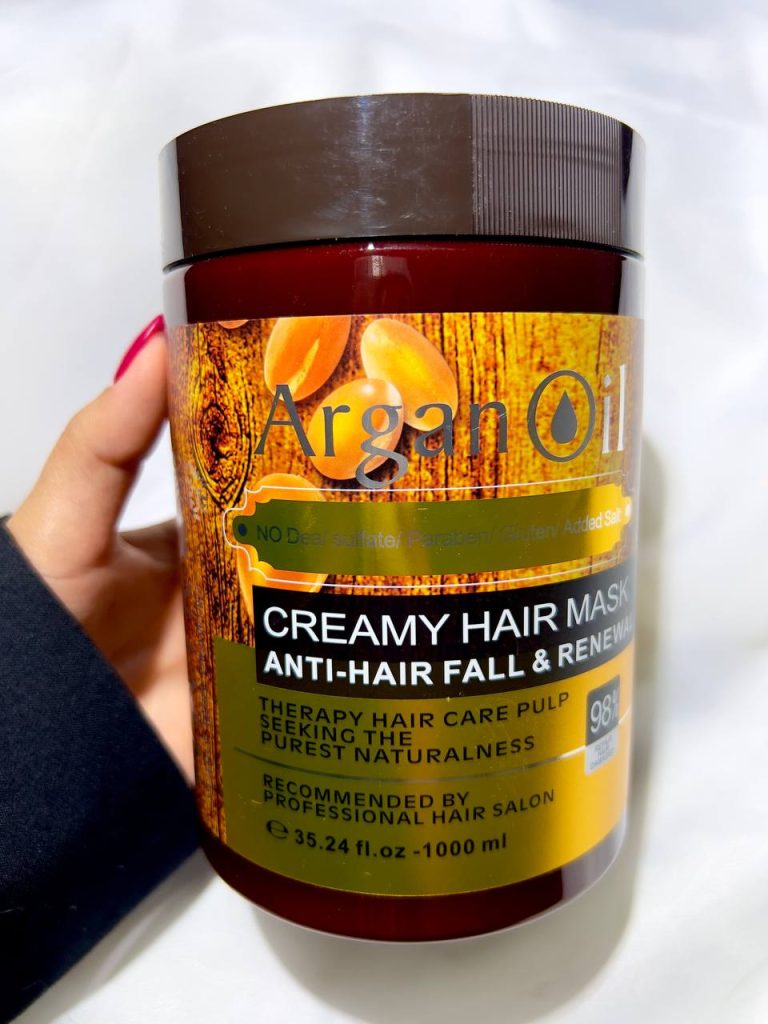 Argan Oil
NO Dea/ sulfate/ Paraben/ Gluten/ Added Salt
CREAMY HAIR MASK
ANTI-HAIR FALL & RENEWAL
THERAPY HAIR CARE PULP
SEEKING THE
PUREST NATURALNESS
98%
RECOMMENDED BY
PROFESSIONAL HAIR SALON
℮ 35.24 fl.oz -1000 ml